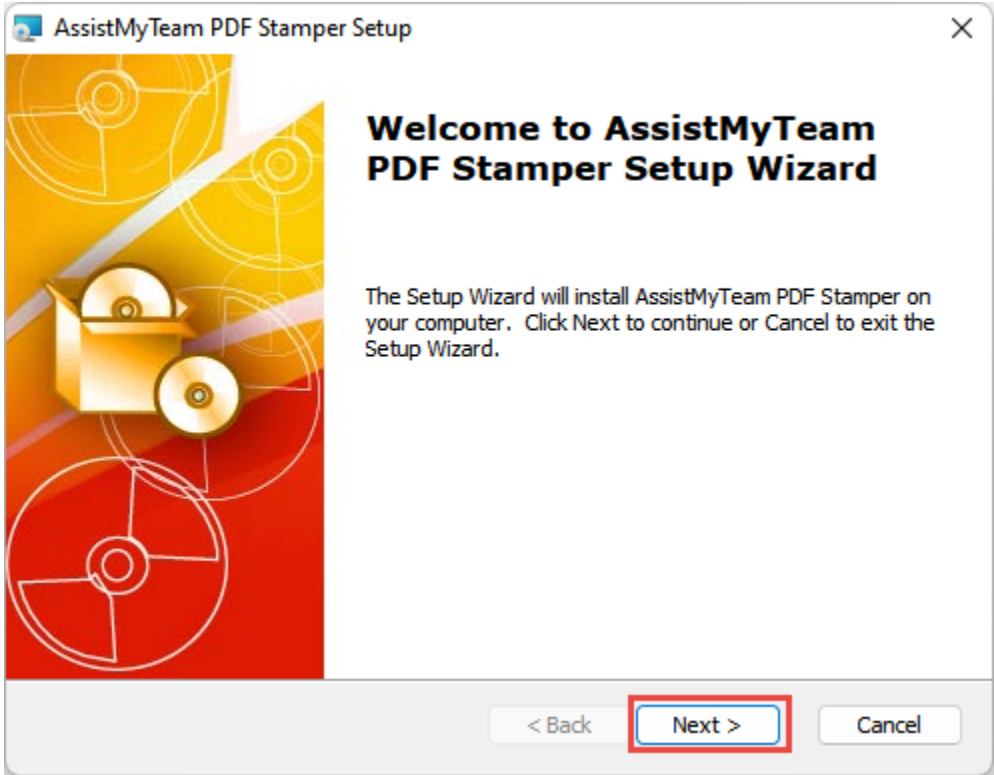 AssistMyTeam PDF Stamper Setup
Welcome to AssistMyTeam
PDF Stamper Setup Wizard
The Setup Wizard will install AssistMyTeam PDF Stamper on
your computer.  Click Next to continue or Cancel to exit the
Setup Wizard.
< Back
Next >
Cancel